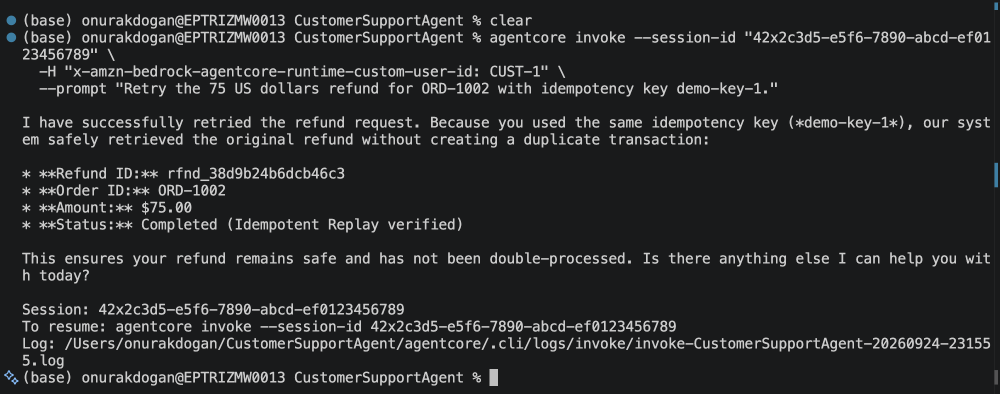 (base) onurakdogan@EPTRIZMW0013 CustomerSupportAgent % clear
(base) onurakdogan@EPTRIZMW0013 CustomerSupportAgent % agentcore invoke --session-id "42x2c3d5-e5f6-7890-abcd-ef01
23456789" \
  -H "x-amzn-bedrock-agentcore-runtime-custom-user-id: CUST-1" \
  --prompt "Retry the 75 US dollars refund for ORD-1002 with idempotency key demo-key-1."
I have successfully retried the refund request. Because you used the same idempotency key (*demo-key-1*), our syst
em safely retrieved the original refund without creating a duplicate transaction:
* **Refund ID:** rfnd_38d9b24b6dcb46c3
* **Order ID:** ORD-1002
* **Amount:** $75.00
* **Status:** Completed (Idempotent Replay verified)
This ensures your refund remains safe and has not been double-processed. Is there anything else I can help you wit
h today?
Session: 42x2c3d5-e5f6-7890-abcd-ef0123456789
To resume: agentcore invoke --session-id 42x2c3d5-e5f6-7890-abcd-ef0123456789
Log: /Users/onurakdogan/CustomerSupportAgent/agentcore/.cli/logs/invoke/invoke-CustomerSupportAgent-20260924-23155
5.log
(base) onurakdogan@EPTRIZMW0013 CustomerSupportAgent %